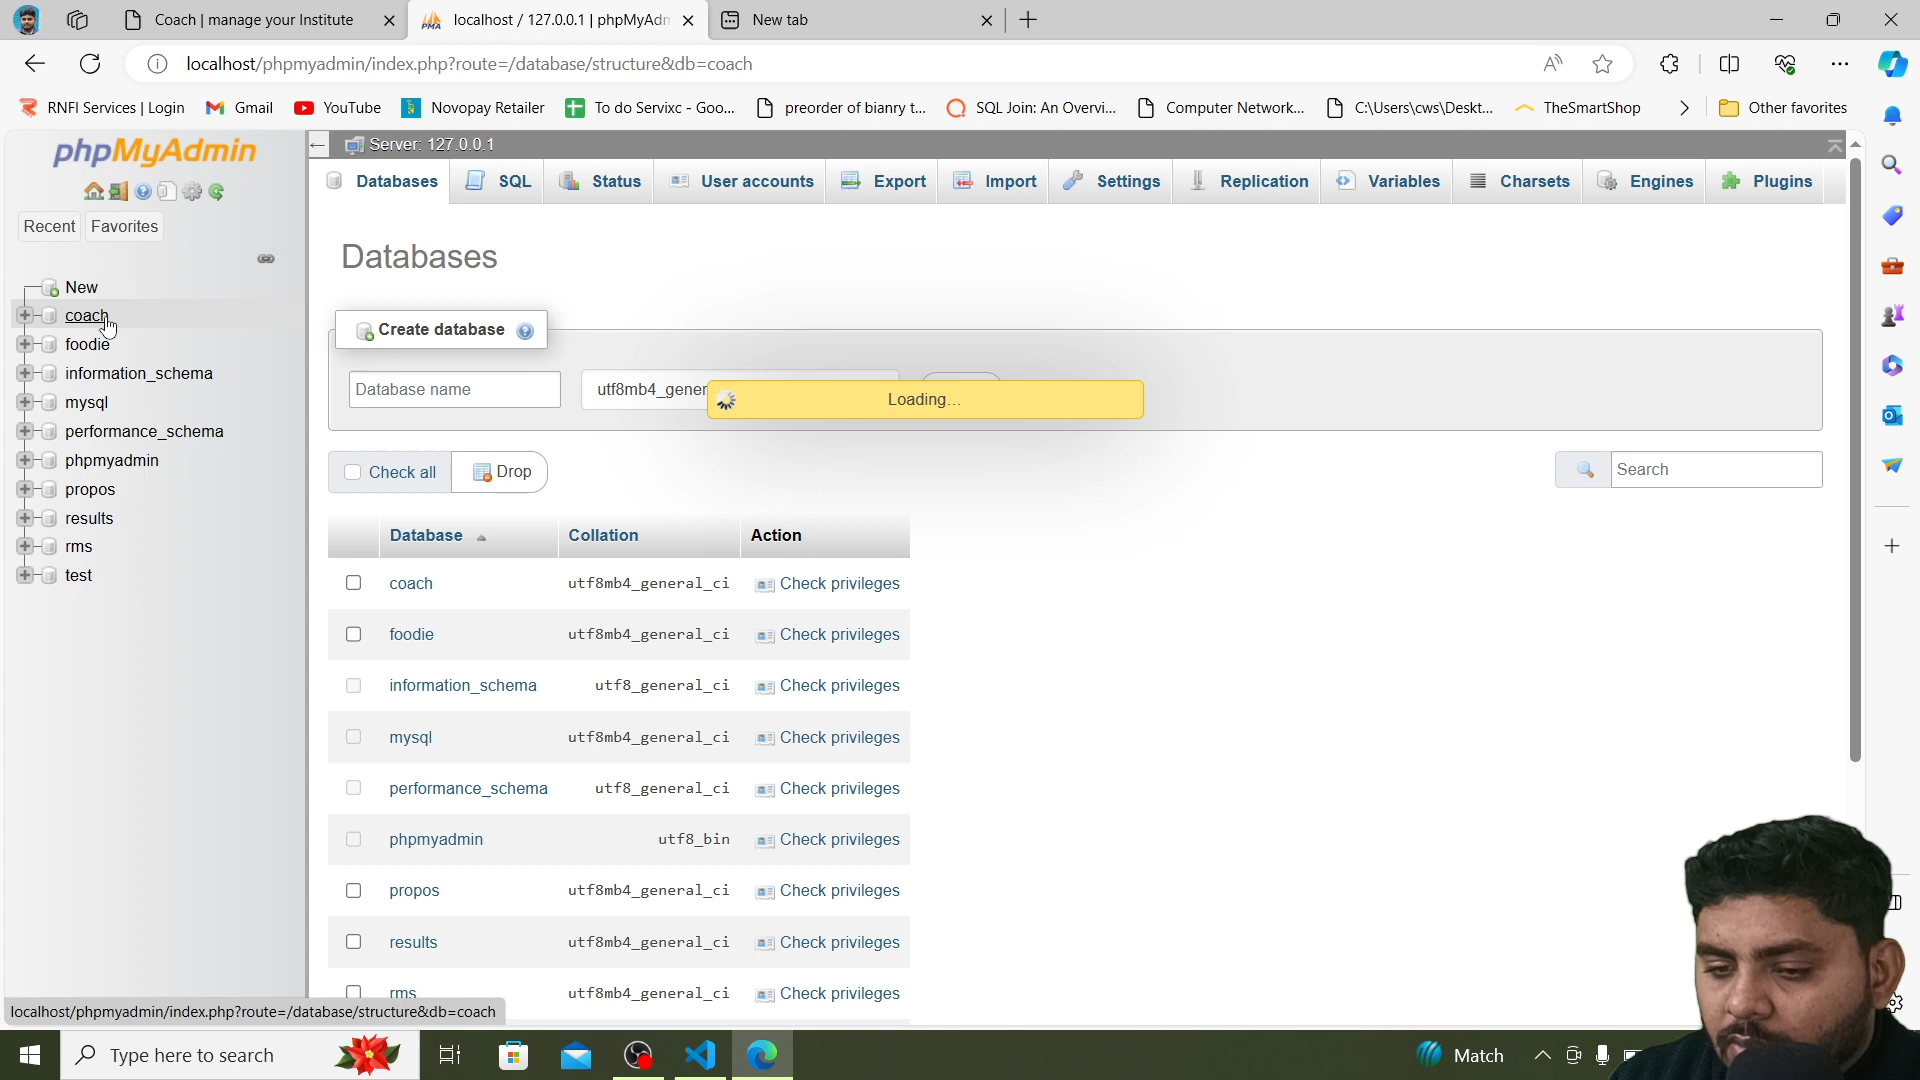 Coach | manage your Institute
localhost / 127.0.0.1 | phpMyAdm
New tab
localhost/phpmyadmin/index.php?route=/database/structure&db=coach
RNFI Services | Login
Gmail
YouTube
Novopay Retailer
To do Servixc - Goo...
preorder of bianry t...
SQL Join: An Overvi...
Computer Network...
C:\Users\cws\Deskt...
TheSmartShop
Other favorites
phpMyAdmin
Recent
Favorites
New
coach
foodie
information_schema
mysql
performance_schema
phpmyadmin
propos
results
rms
test
Server: 127.0.0.1
Databases
SQL
Status
User accounts
Export
Import
Settings
Replication
Variables
Charsets
Engines
Plugins
Databases
Create database
Database name
utf8mb4_gener
Loading...
Check all
Drop
Search
Database Collation Action
coach utf8mb4_general_ci Check privileges
foodie utf8mb4_general_ci Check privileges
information_schema utf8_general_ci Check privileges
mysql utf8mb4_general_ci Check privileges
performance_schema utf8_general_ci Check privileges
phpmyadmin utf8_bin Check privileges
propos utf8mb4_general_ci Check privileges
results utf8mb4_general_ci Check privileges
rms utf8mb4_general_ci Check privileges
localhost/phpmyadmin/index.php?route=/database/structure&db=coach
Type here to search
Match